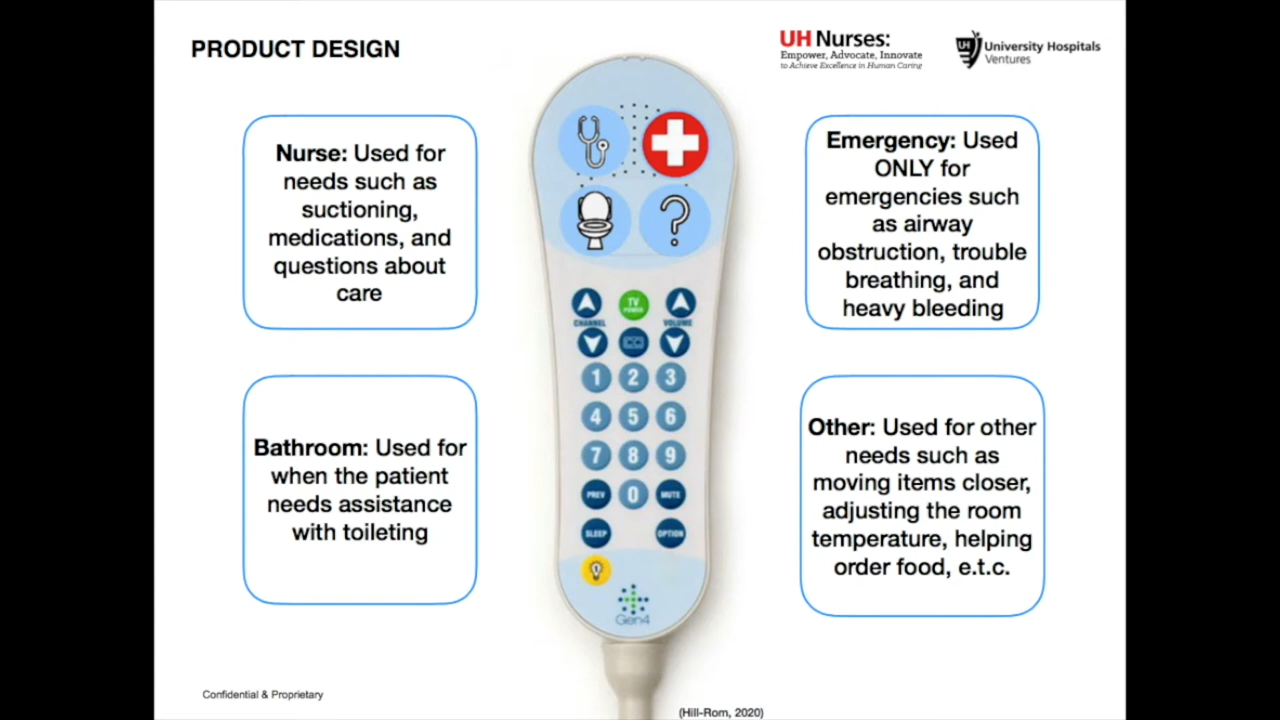 PRODUCT DESIGN
UH Nurses:
Empower, Advocate, Innovate
to Achieve Excellence in Human Caring
UH
University Hospitals
Ventures
Nurse: Used for
needs such as
suctioning,
medications, and
questions about
care
Emergency: Used
ONLY for
emergencies such
as airway
obstruction, trouble
breathing, and
heavy bleeding
Bathroom: Used for
when the patient
needs assistance
with toileting
Other: Used for other
needs such as
moving items closer,
adjusting the room
temperature, helping
order food, e.t.c.
?
TV
POWER
CHANNEL
VOLUME
CC
1 2 3
4 5 6
7 8 9
PREV 0 MUTE
SLEEP OPTION
Gen4
Confidential & Proprietary
(Hill-Rom, 2020)